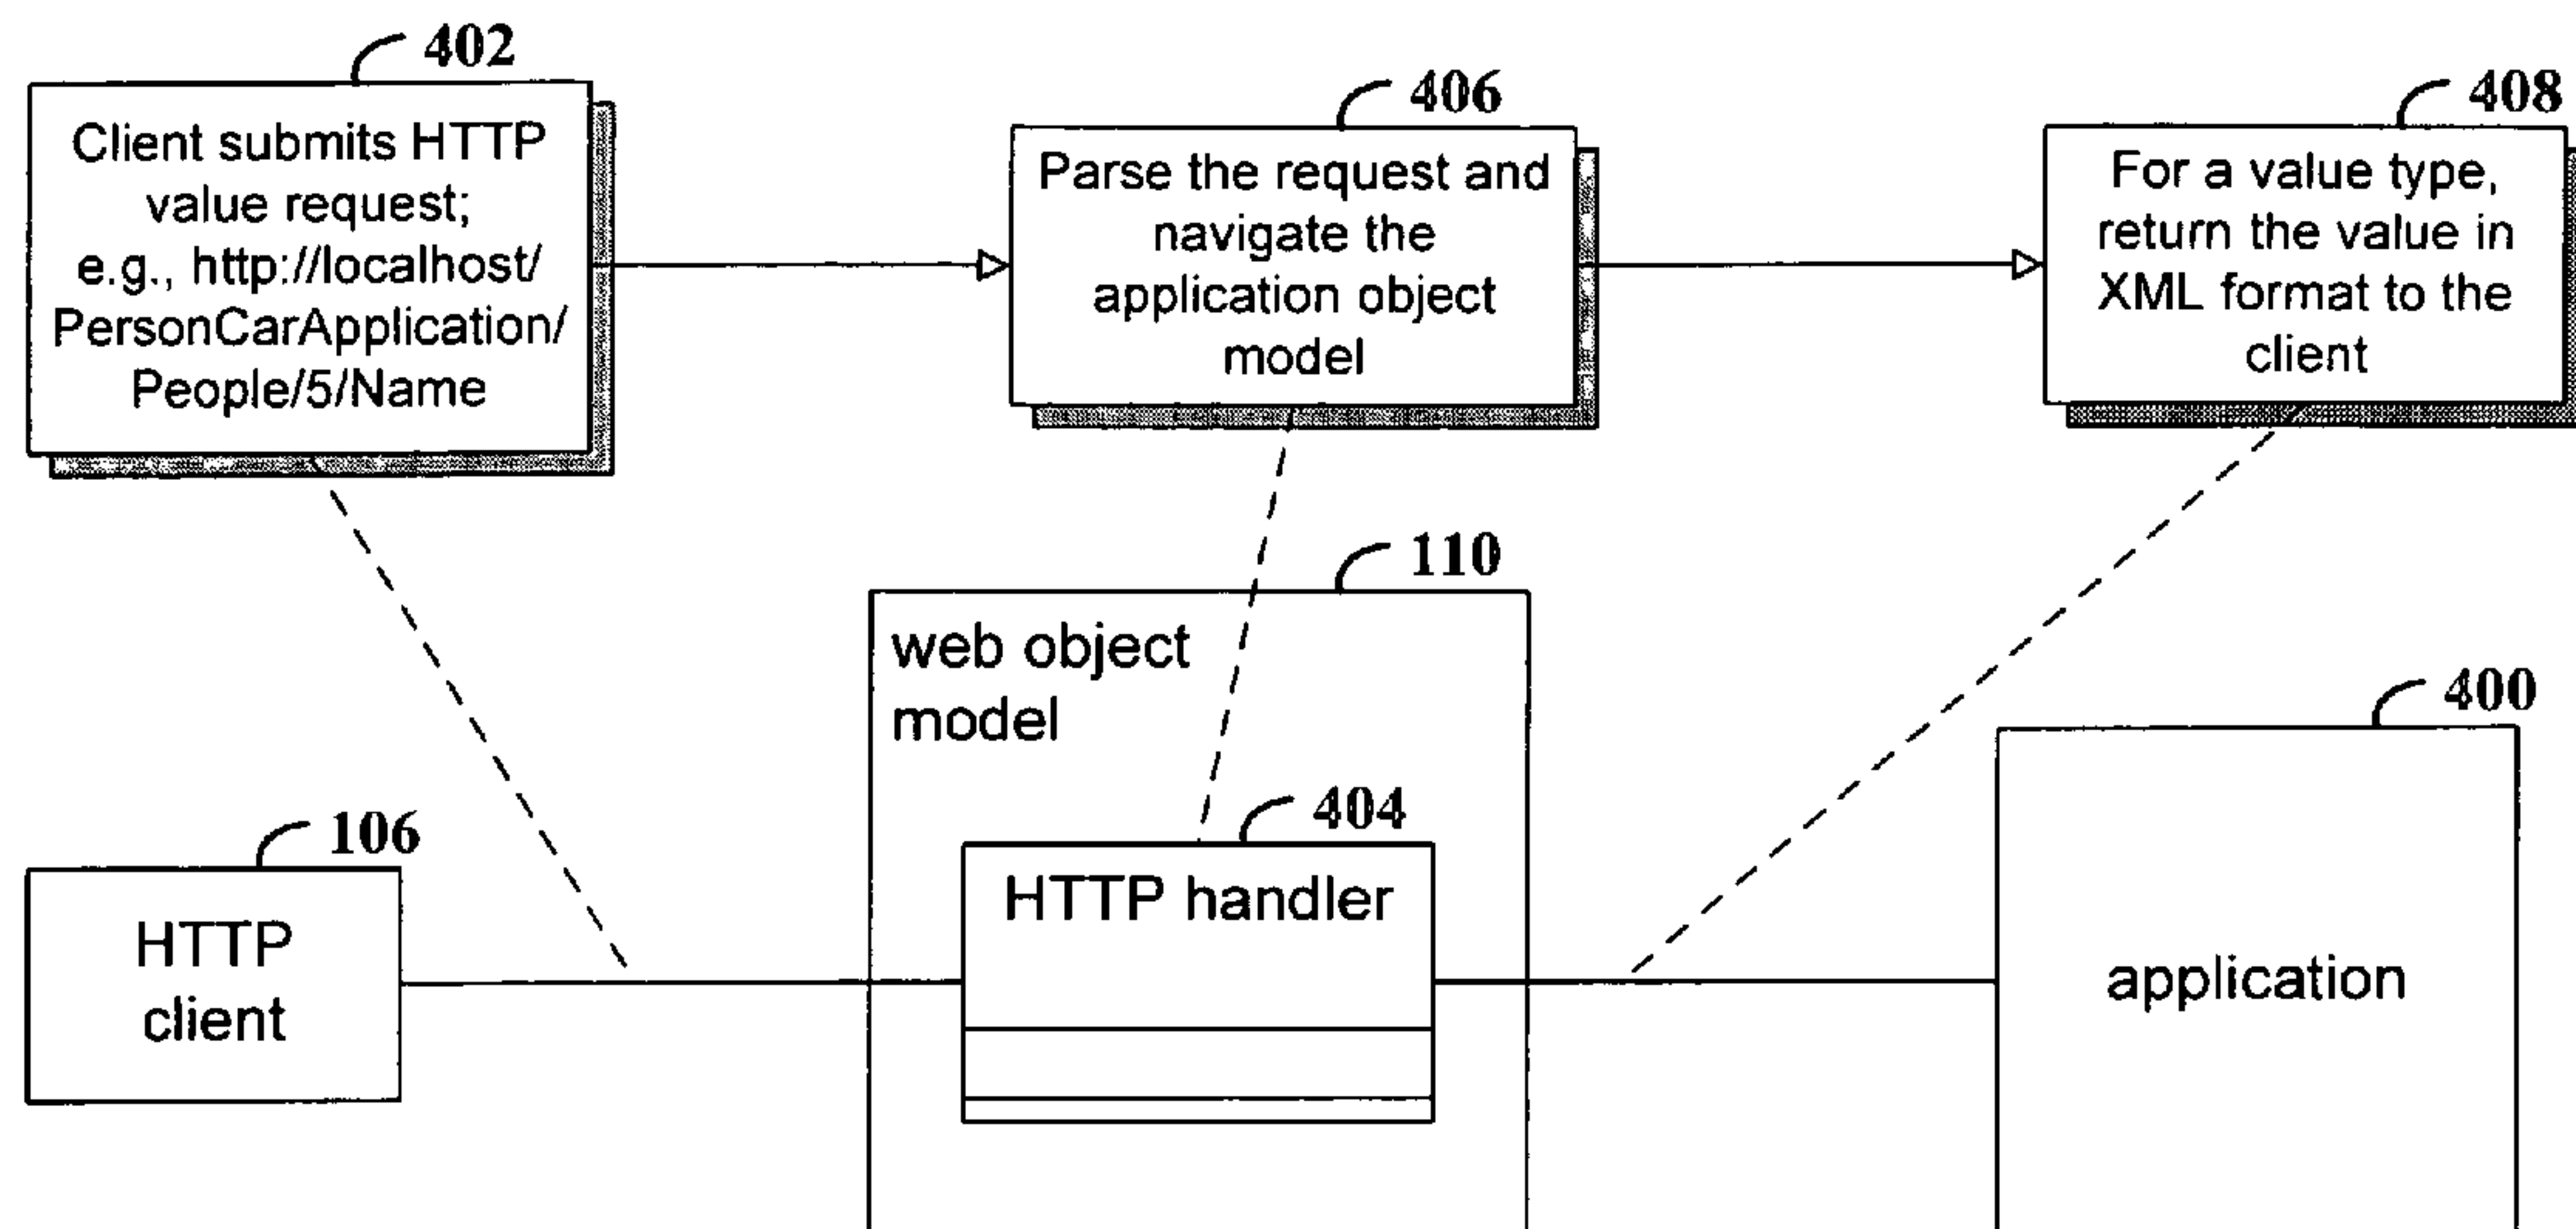 402
Client submits HTTP
value request;
e.g., http://localhost/
PersonCarApplication/
People/5/Name
406
Parse the request and
navigate the
application object
model
408
For a value type,
return the value in
XML format to the
client
110
web object
model
400
application
404
HTTP handler
106
HTTP
client